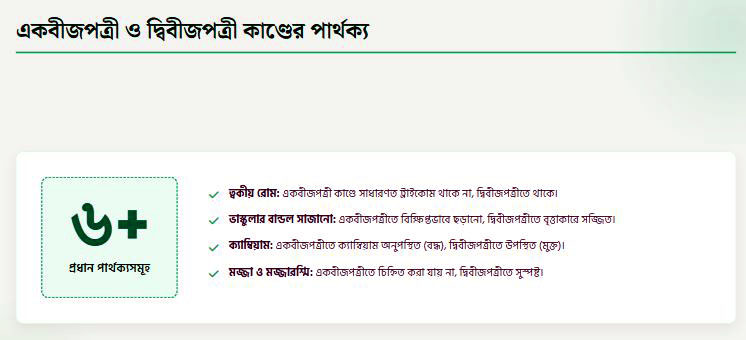 একবীজপত্রী ও দ্বিবীজপত্রী কাণ্ডের পার্থক্য
৬+
প্রধান পার্থক্যসমূহ
ত্বকীয় রোম: একবীজপত্রী কাণ্ডে সাধারণত ট্রাইকোম থাকে না, দ্বিবীজপত্রীতে থাকে।
ভাস্কুলার বান্ডল সাজানো: একবীজপত্রীতে বিক্ষিপ্তভাবে ছড়ানো, দ্বিবীজপত্রীতে বৃত্তাকারে সজ্জিত।
ক্যাম্বিয়াম: একবীজপত্রীতে ক্যাম্বিয়াম অনুপস্থিত (বদ্ধ), দ্বিবীজপত্রীতে উপস্থিত (মুক্ত)।
মজ্জা ও মজ্জারশ্মি: একবীজপত্রীতে চিহ্নিত করা যায় না, দ্বিবীজপত্রীতে সুস্পষ্ট।